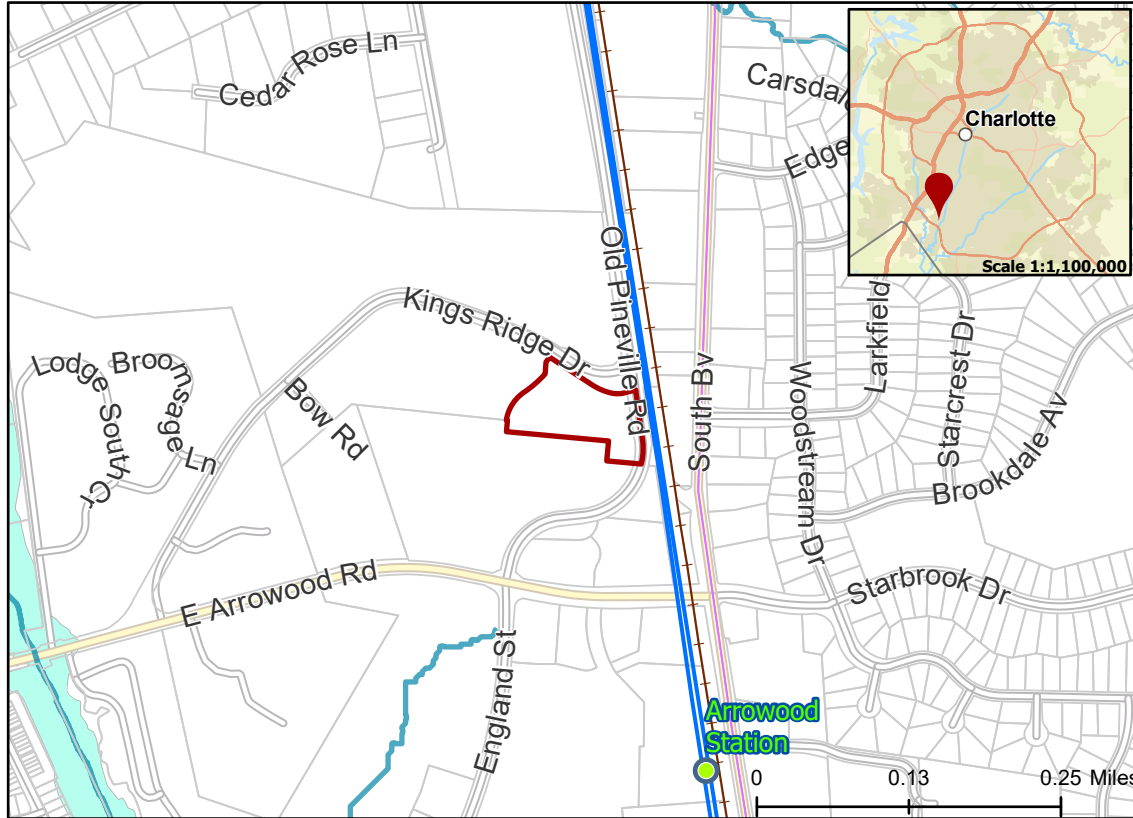 Cedar Rose Ln
Carsdale
Charlotte
Edge
Scale 1:1,100,000
Old Pineville Rd
Kings Ridge Dr
Larkfield
Starcrest Dr
Lodge South Cr
Broomsage Ln
Bow Rd
South Bv
Woodstream Dr
Brookdale Av
E Arrowood Rd
Starbrook Dr
England St
Arrowood
Station
0 0.13 0.25 Miles